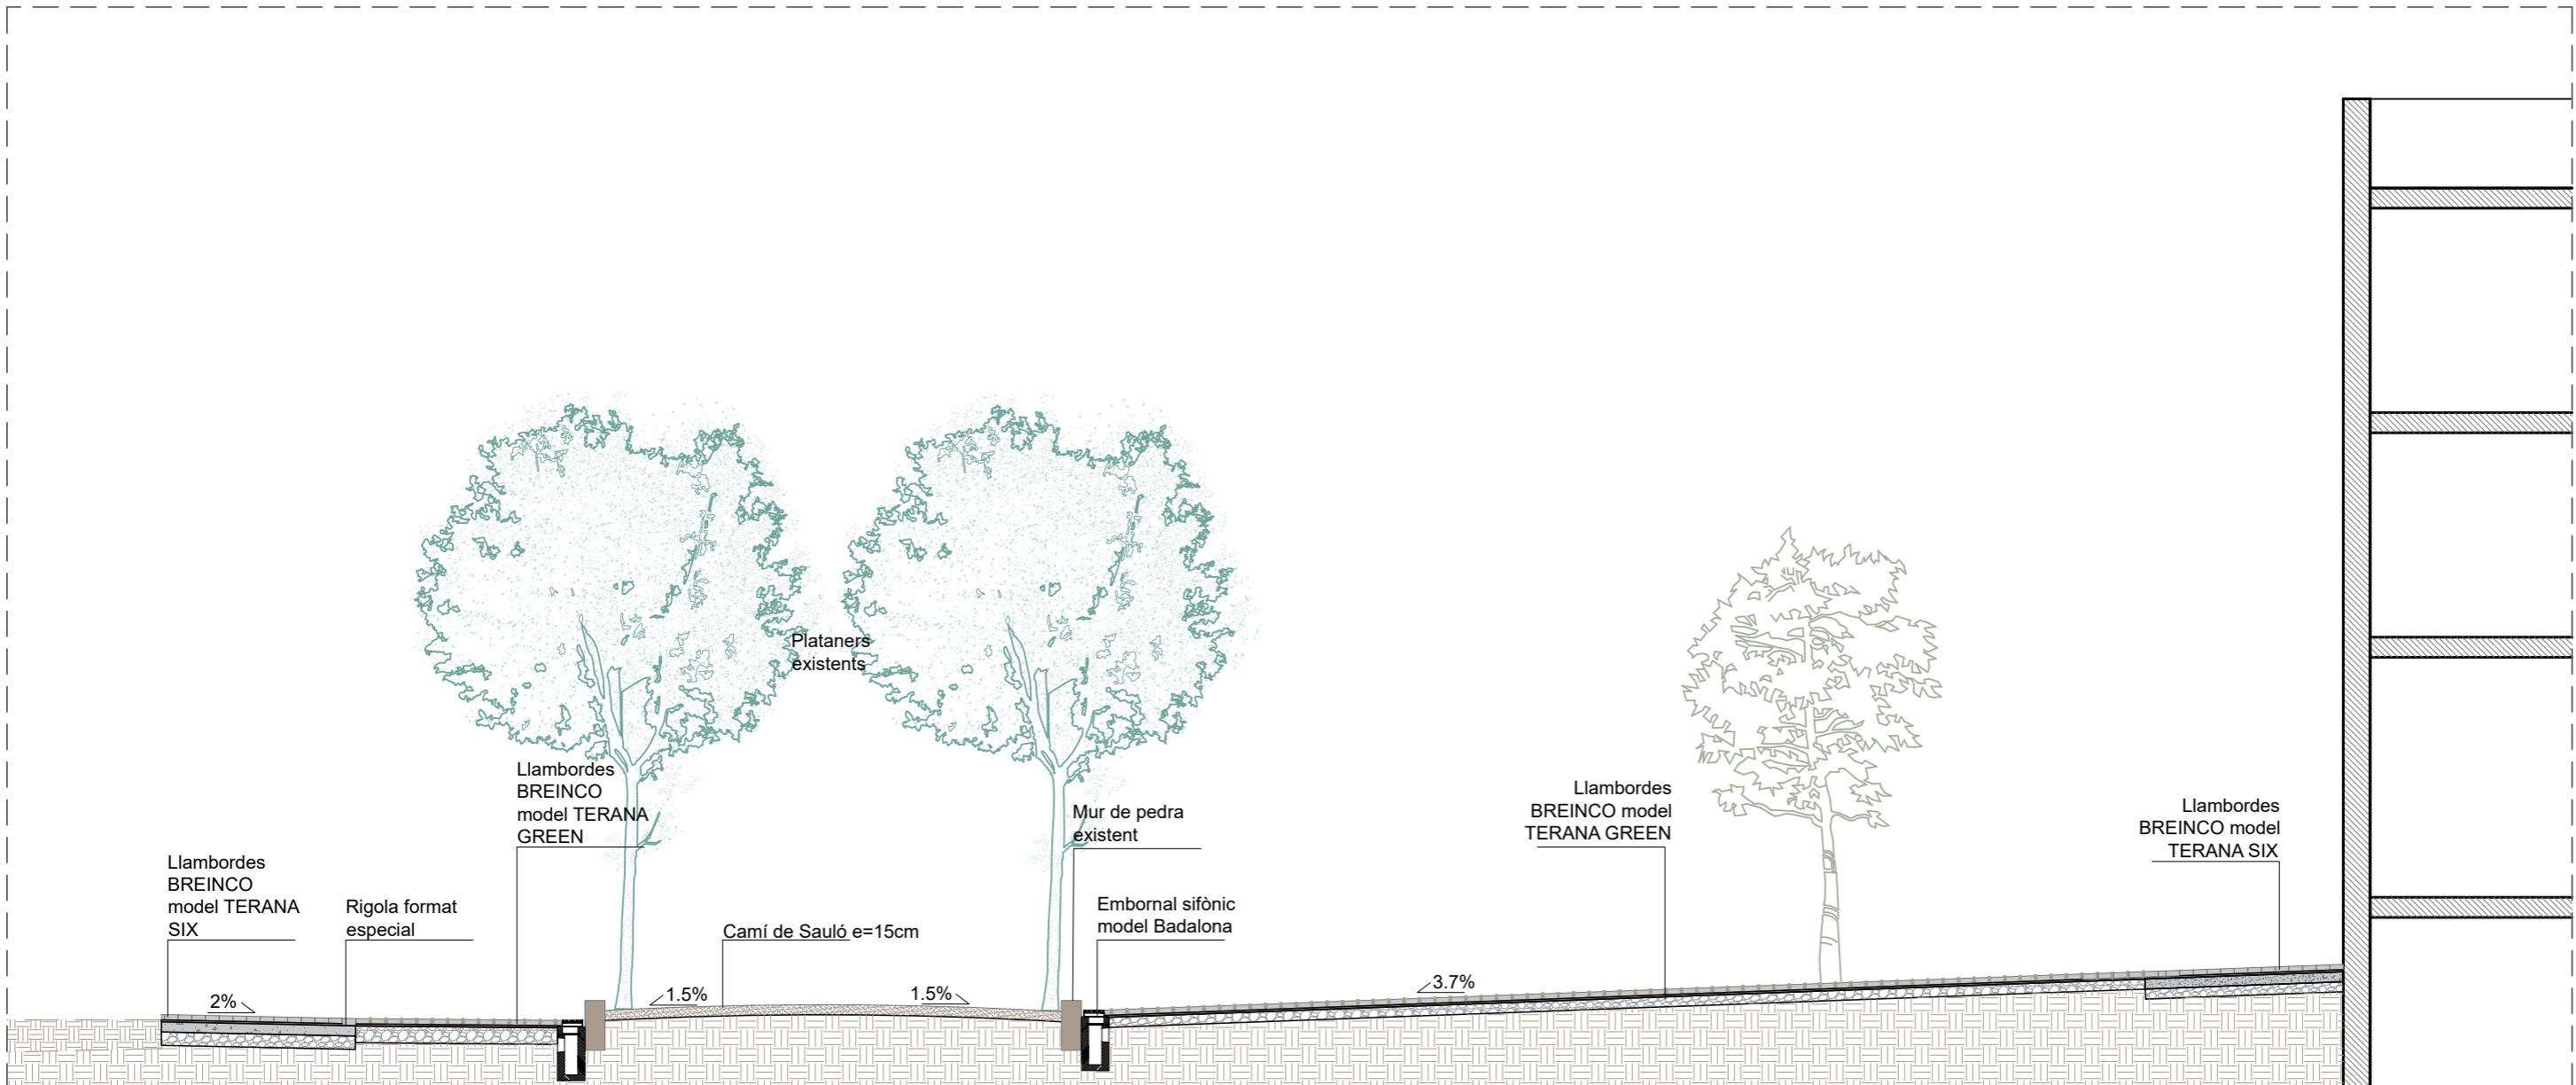 Plataners
existents
Llambordes
BREINCO
model TERANA
GREEN
Mur de pedra
existent
Llambordes
BREINCO model
TERANA GREEN
Llambordes
BREINCO model
TERANA SIX
Llambordes
BREINCO
model TERANA
SIX
Rigola format
especial
Camí de Sauló e=15cm
Embornal sifònic
model Badalona
2%
1.5%
1.5%
3.7%